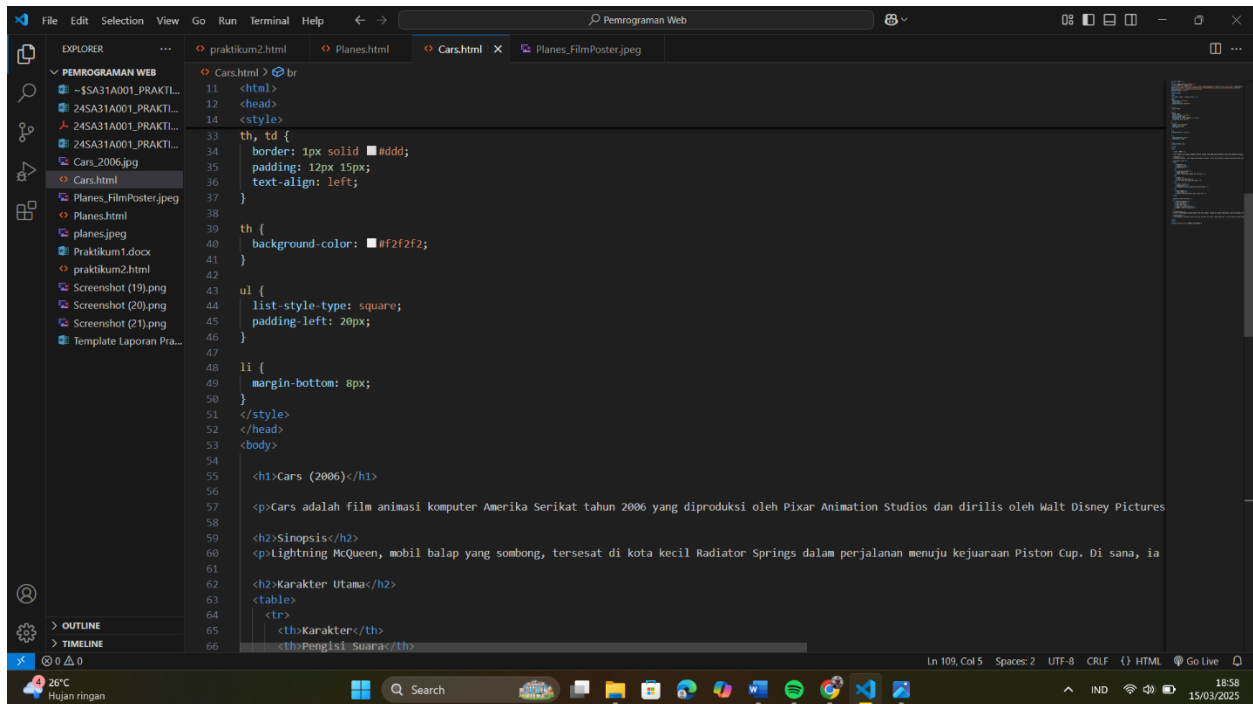 File Edit Selection View Go Run Terminal Help
Pemrograman Web
EXPLORER
praktikum2.html
Planes.html
Cars.html
Planes_FilmPoster.jpeg
PEMROGRAMAN WEB
~$SA31A001_PRAKTI...
24SA31A001_PRAKTI...
24SA31A001_PRAKTI...
24SA31A001_PRAKTI...
Cars_2006.jpg
Cars.html
Planes_FilmPoster.jpeg
Planes.html
planes.jpeg
Praktikum1.docx
praktikum2.html
Screenshot (19).png
Screenshot (20).png
Screenshot (21).png
Template Laporan Pra...
OUTLINE
TIMELINE
Cars.html > br
11 <html>
12 <head>
14 <style>
33 th, td {
34 border: 1px solid #ddd;
35 padding: 12px 15px;
36 text-align: left;
37 }
38
39 th {
40 background-color: #f2f2f2;
41 }
42
43 ul {
44 list-style-type: square;
45 padding-left: 20px;
46 }
47
48 li {
49 margin-bottom: 8px;
50 }
51 </style>
52 </head>
53 <body>
54
55 <h1>Cars (2006)</h1>
56
57 <p>Cars adalah film animasi komputer Amerika Serikat tahun 2006 yang diproduksi oleh Pixar Animation Studios dan dirilis oleh Walt Disney Pictures
58
59 <h2>Sinopsis</h2>
60 <p>Lightning McQueen, mobil balap yang sombong, tersesat di kota kecil Radiator Springs dalam perjalanan menuju kejuaraan Piston Cup. Di sana, ia
61
62 <h2>Karakter Utama</h2>
63 <table>
64 <tr>
65 <th>Karakter</th>
66 <th>Pengisi Suara</th>
0 0
Ln 109, Col 5 Spaces: 2 UTF-8 CRLF {} HTML Go Live
4
26°C
Hujan ringan
Search
IND
18:58
15/03/2025